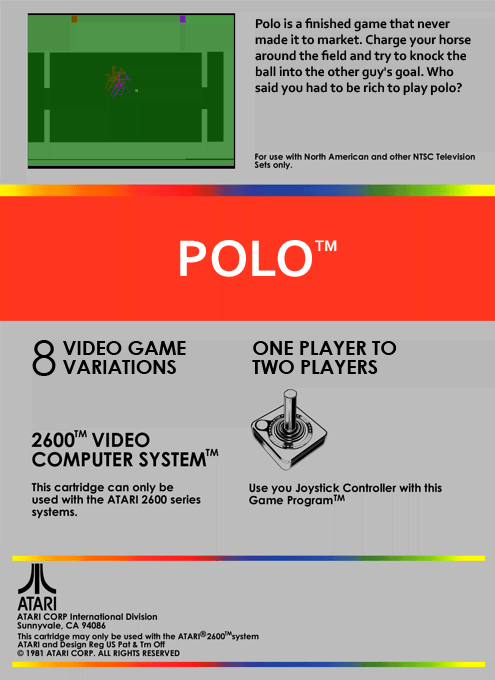 Polo is a finished game that never
made it to market. Charge your horse
around the field and try to knock the
ball into the other guy's goal. Who
said you had to be rich to play polo?
For use with North American and other NTSC Television
Sets only.
POLO™
8 VIDEO GAME
VARIATIONS
ONE PLAYER TO
TWO PLAYERS
2600™ VIDEO
COMPUTER SYSTEM™
This cartridge can only be
used with the ATARI 2600 series
systems.
Use you Joystick Controller with this
Game Program™
ATARI
ATARI CORP International Division
Sunnyvale, CA 94086
This cartridge may only be used with the ATARI®2600™system
ATARI and Design Reg US Pat & Tm Off
© 1981 ATARI CORP. ALL RIGHTS RESERVED